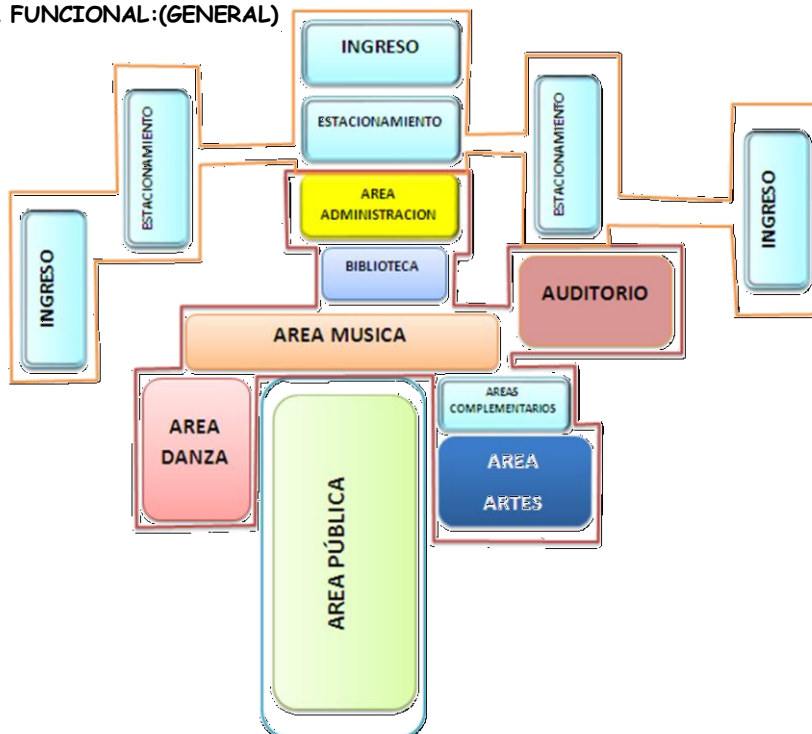 FUNCIONAL:(GENERAL)
INGRESO
ESTACIONAMIENTO
ESTACIONAMIENTO
ESTACIONAMIENTO
INGRESO
INGRESO
AREA
ADMINISTRACION
BIBLIOTECA
AUDITORIO
AREA MUSICA
AREAS
COMPLEMENTARIOS
AREA
DANZA
AREA
ARTES
AREA PÚBLICA